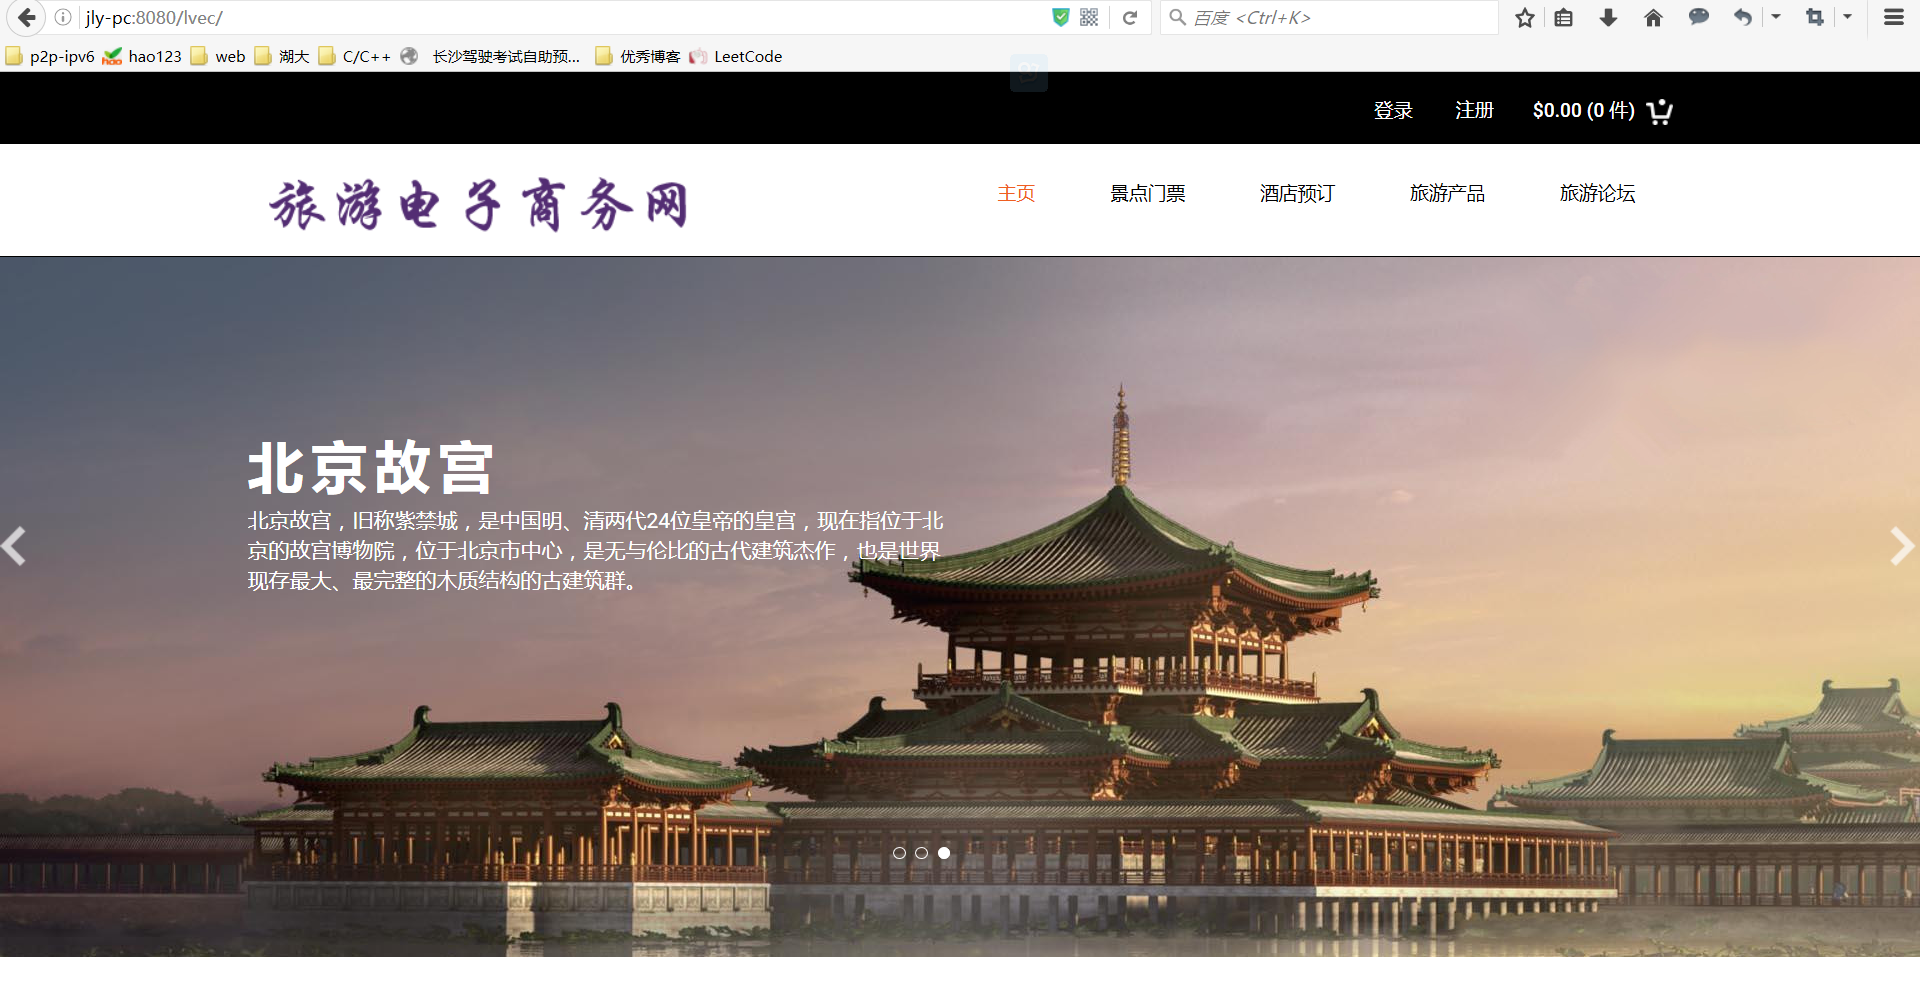 jly-pc:8080/lvec/
百度 <Ctrl+K>
p2p-ipv6 hao123 web 湖大 C/C++ 长沙驾驶考试自助预... 优秀博客 LeetCode
登录 注册 $0.00 (0 件)
旅游电子商务网
主页 景点门票 酒店预订 旅游产品 旅游论坛
北京故宫
北京故宫，旧称紫禁城，是中国明、清两代24位皇帝的皇宫，现在指位于北
京的故宫博物院，位于北京市中心，是无与伦比的古代建筑杰作，也是世界
现存最大、最完整的木质结构的古建筑群。